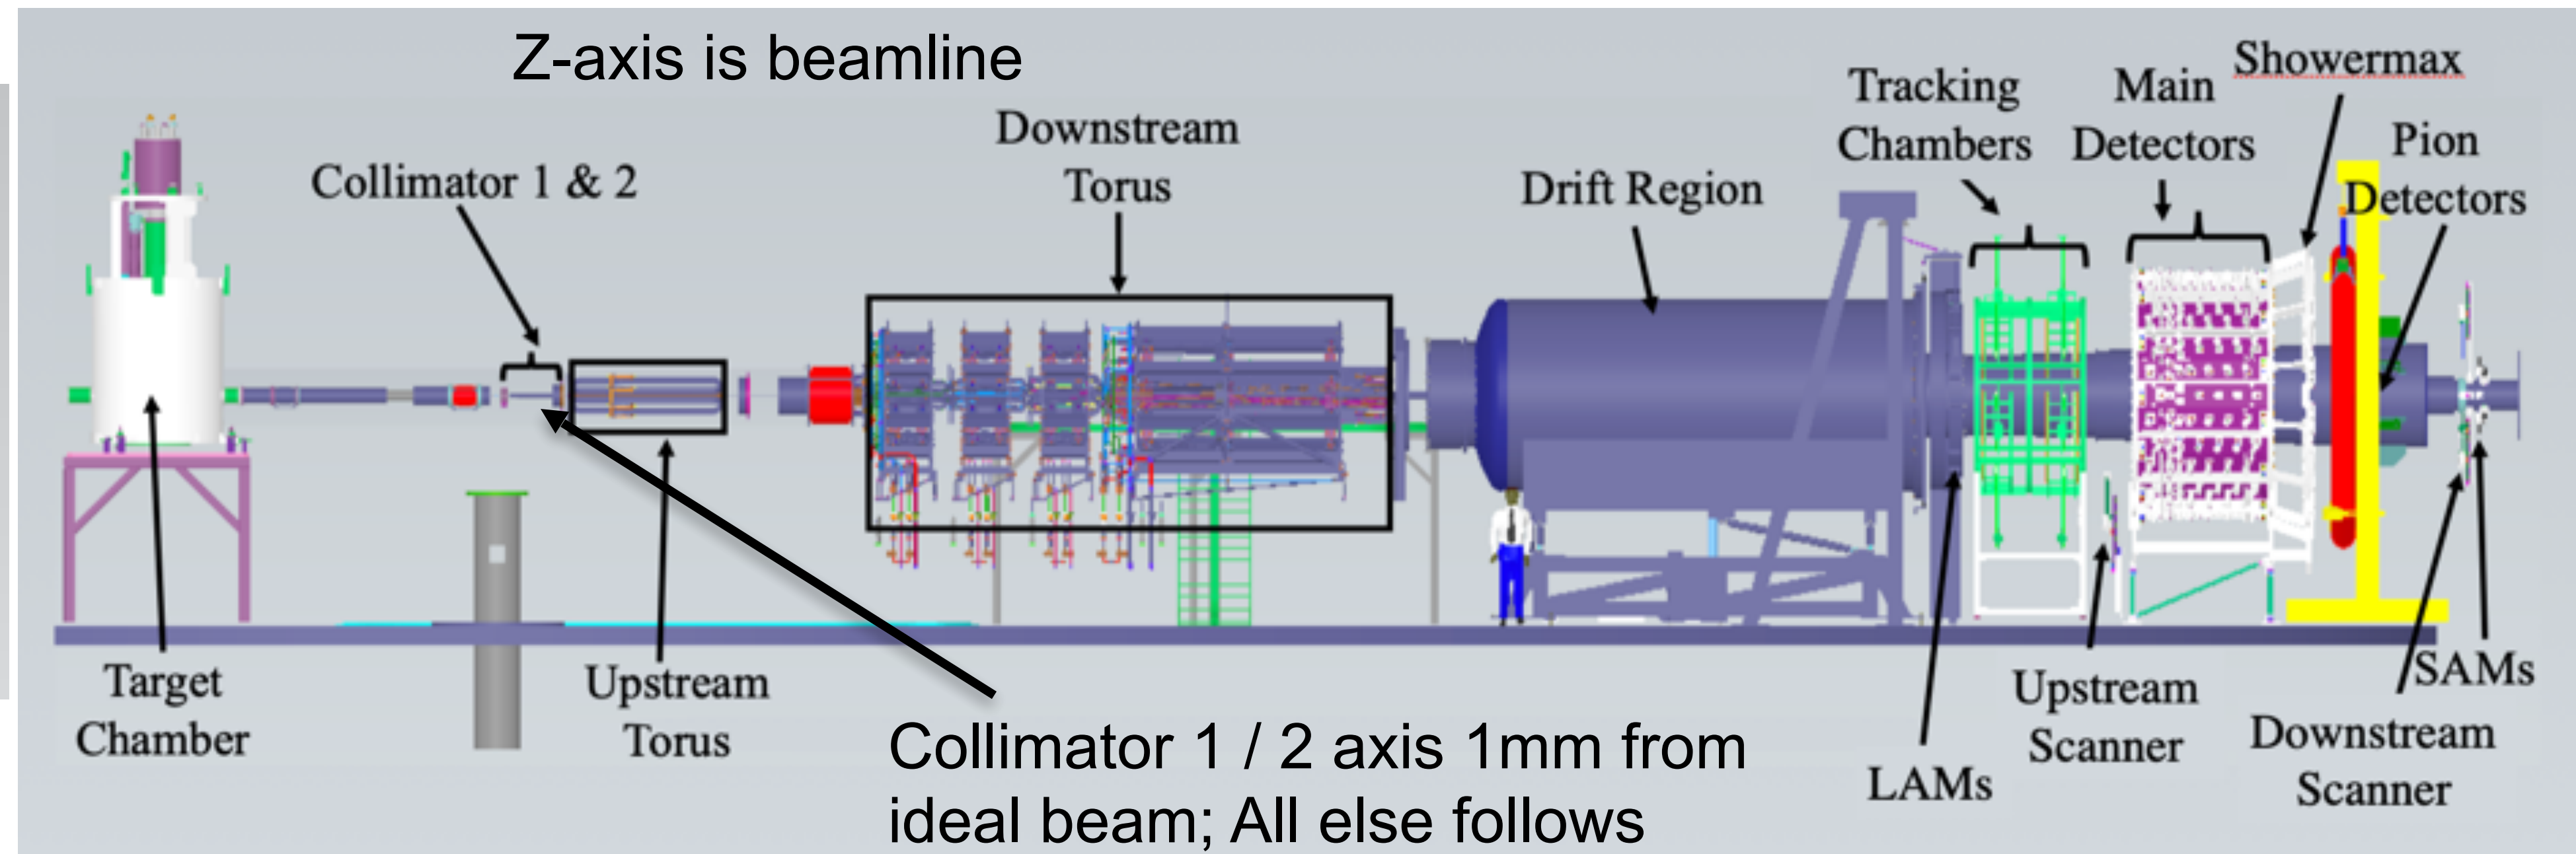 Z-axis is beamline
Collimator 1 & 2
Downstream
Torus
Drift Region
Tracking
Chambers
Main
Detectors
Showermax
Pion
Detectors
Target
Chamber
Upstream
Torus
Collimator 1 / 2 axis 1mm from
ideal beam; All else follows
LAMs
Upstream
Scanner
Downstream
Scanner
SAMs